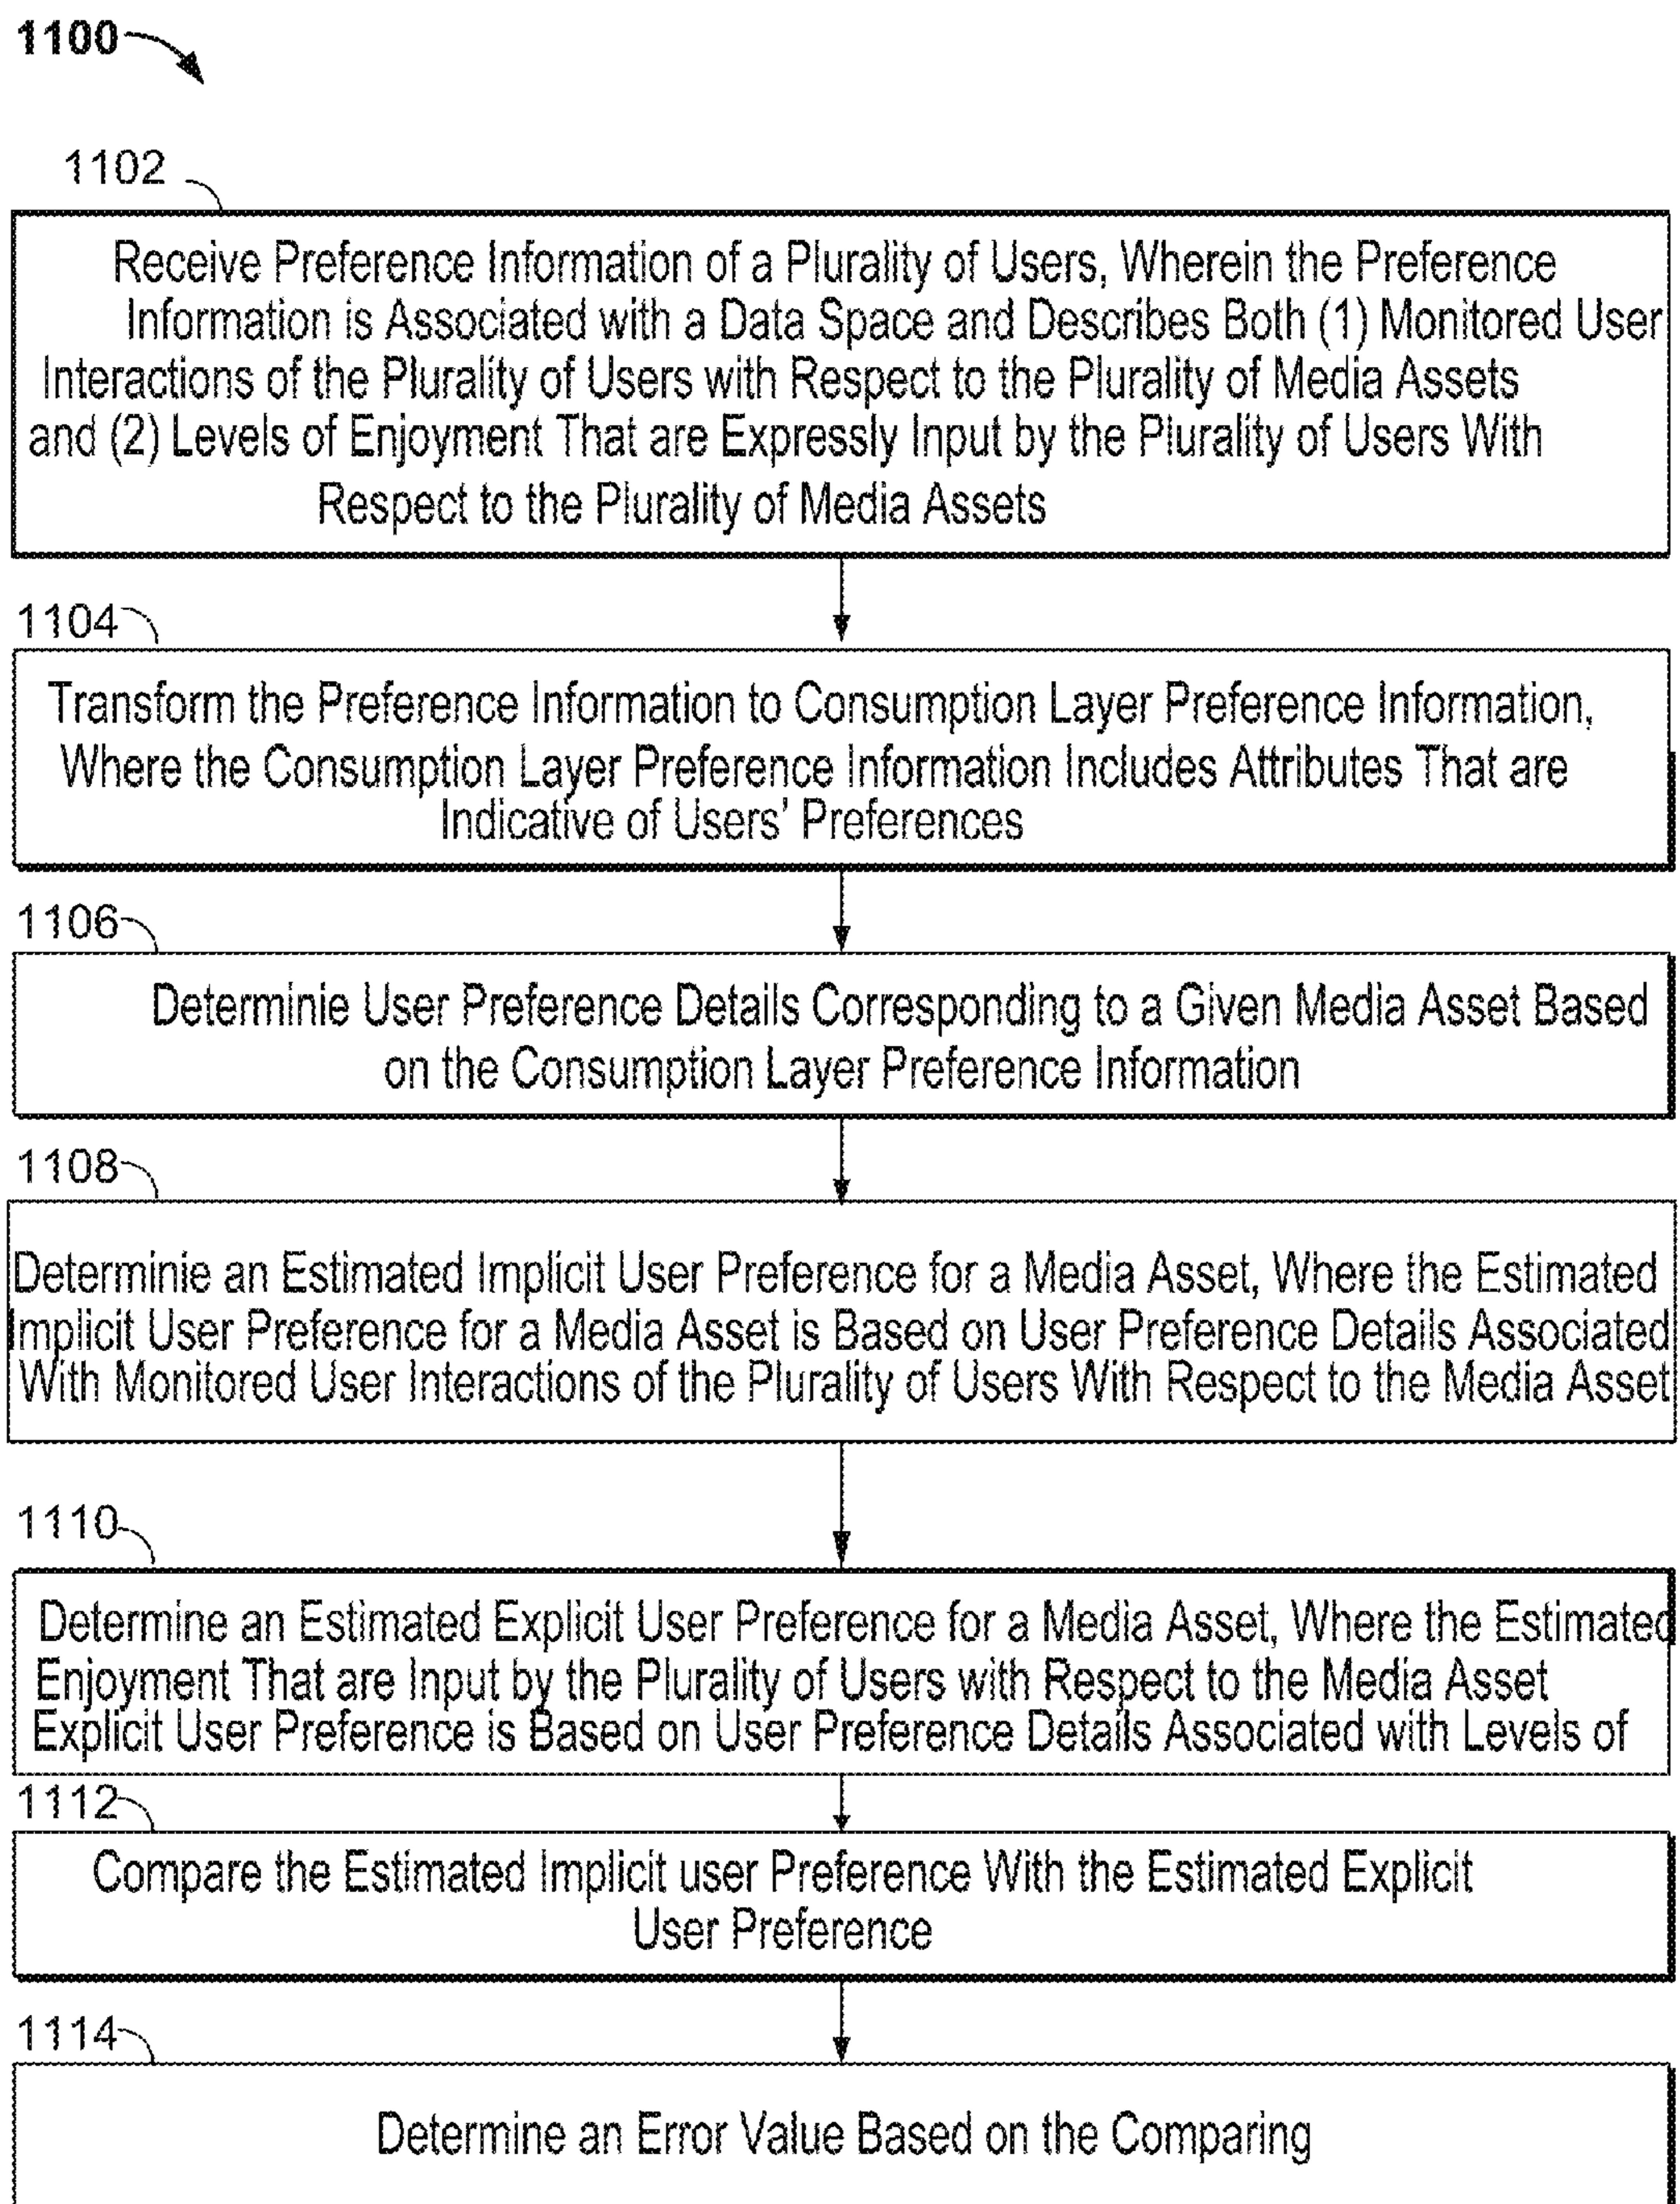 1100
1102
Receive Preference Information of a Plurality of Users, Wherein the Preference
Information is Associated with a Data Space and Describes Both (1) Monitored User
Interactions of the Plurality of Users with Respect to the Plurality of Media Assets
and (2) Levels of Enjoyment That are Expressly Input by the Plurality of Users With
Respect to the Plurality of Media Assets
1104
Transform the Preference Information to Consumption Layer Preference Information,
Where the Consumption Layer Preference Information Includes Attributes That are
Indicative of Users' Preferences
1106
Determinie User Preference Details Corresponding to a Given Media Asset Based
on the Consumption Layer Preference Information
1108
Determinie an Estimated Implicit User Preference for a Media Asset, Where the Estimated
Implicit User Preference for a Media Asset is Based on User Preference Details Associated
With Monitored User Interactions of the Plurality of Users With Respect to the Media Asset
1110
Determine an Estimated Explicit User Preference for a Media Asset, Where the Estimated
Enjoyment That are Input by the Plurality of Users with Respect to the Media Asset
Explicit User Preference is Based on User Preference Details Associated with Levels of
1112
Compare the Estimated Implicit user Preference With the Estimated Explicit
User Preference
1114
Determine an Error Value Based on the Comparing